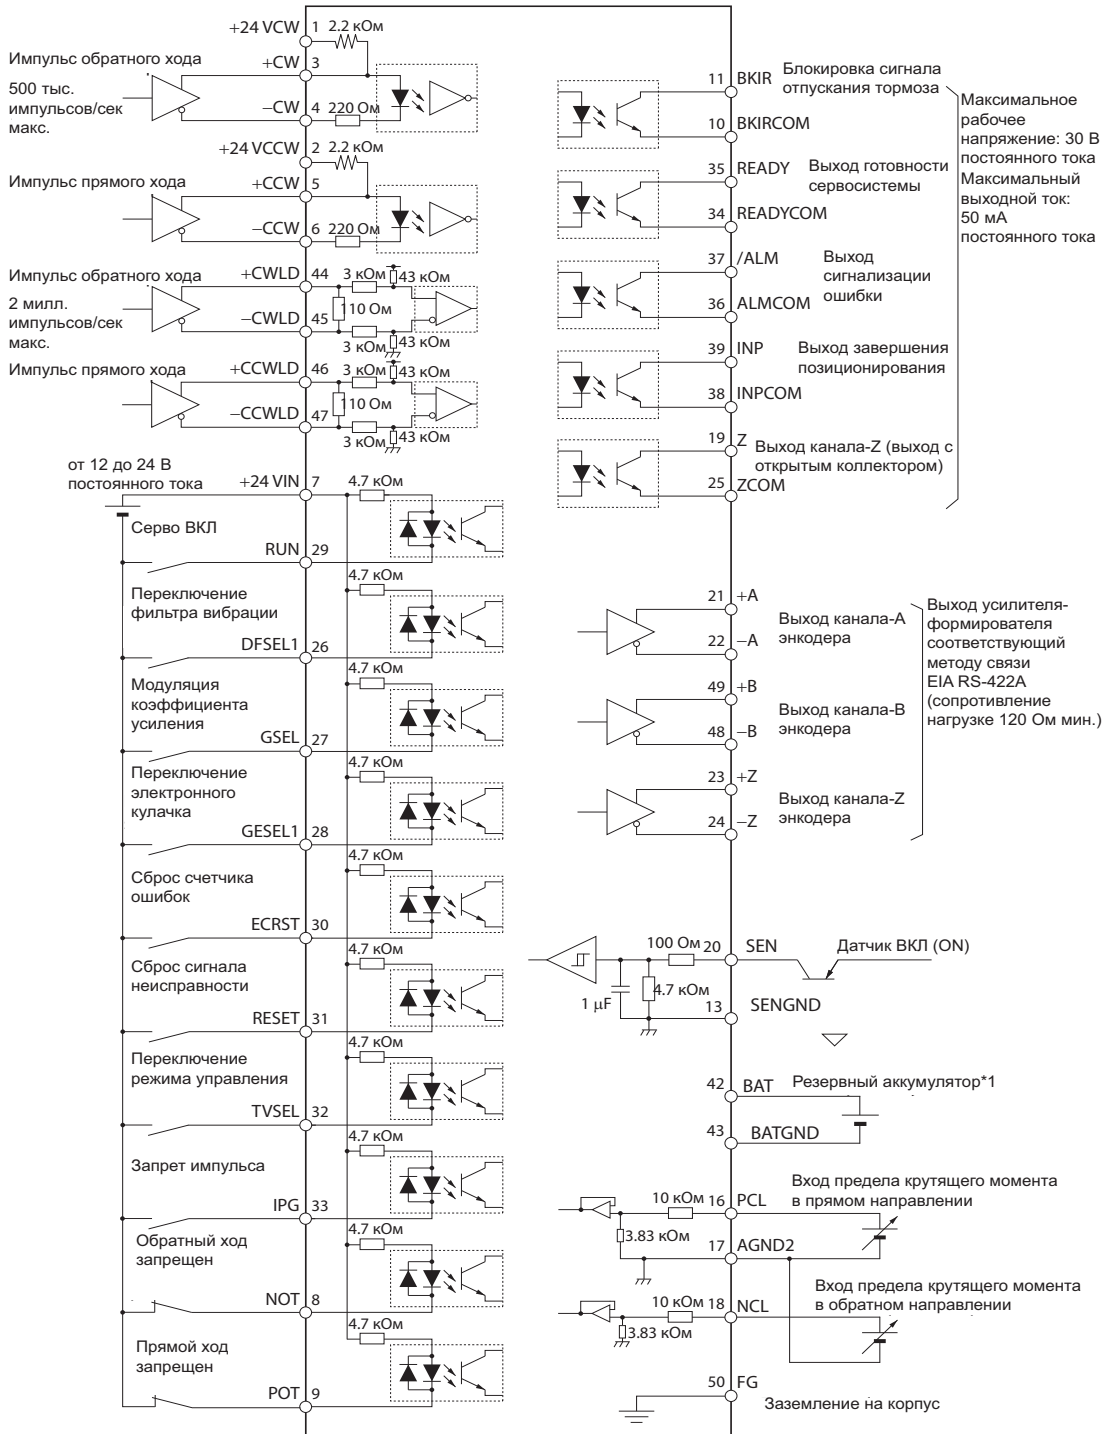 +24 VCW 1 2.2 кОм
Импульс обратного хода
+CW 3
500 тыс.
импульсов/сек
макс.
−CW 4 220 Ом
+24 VCCW 2 2.2 кОм
Импульс прямого хода
+CCW 5
−CCW 6 220 Ом
Импульс обратного хода
+CWLD 44 3 кОм 43 кОм
2 милл.
импульсов/сек
макс.
110 Ом
−CWLD 45
3 кОм 43 кОм
Импульс прямого хода
+CCWLD 46 3 кОм 43 кОм
110 Ом
−CCWLD 47
3 кОм 43 кОм
от 12 до 24 В
постоянного тока
+24 VIN 7 4.7 кОм
Серво ВКЛ
RUN 29
4.7 кОм
Переключение
фильтра вибрации
DFSEL1 26
4.7 кОм
Модуляция
коэффициента
усиления
GSEL 27
4.7 кОм
Переключение
электронного
кулачка
GESEL1 28
4.7 кОм
Сброс счетчика
ошибок
ECRST 30
4.7 кОм
Сброс сигнала
неисправности
RESET 31
4.7 кОм
Переключение
режима управления
TVSEL 32
4.7 кОм
Запрет импульса
IPG 33
4.7 кОм
Обратный ход
запрещен
NOT 8
4.7 кОм
Прямой ход
запрещен
POT 9
11 BKIR
Блокировка сигнала
отпускания тормоза
10 BKIRCOM
35 READY
Выход готовности
сервосистемы
34 READYCOM
37 /ALM
Выход
сигнализации
ошибки
36 ALMCOM
39 INP
Выход завершения
позиционирования
38 INPCOM
19 Z
Выход канала-Z (выход с
открытым коллектором)
25 ZCOM
Максимальное
рабочее
напряжение: 30 В
постоянного тока
Максимальный
выходной ток:
50 мА
постоянного тока
21 +A
Выход канала-A
энкодера
22 −A
49 +B
Выход канала-B
энкодера
48 −B
23 +Z
Выход канала-Z
энкодера
24 −Z
Выход усилителя-
формирователя
соответствующий
методу связи
EIA RS-422A
(сопротивление
нагрузке 120 Ом мин.)
100 Ом 20 SEN
Датчик ВКЛ (ON)
1 µF
4.7 кОм
13 SENGND
42 BAT
Резервный аккумулятор*1
43 BATGND
10 кОм 16 PCL
Вход предела крутящего момента
в прямом направлении
3.83 кОм
17 AGND2
10 кОм 18 NCL
Вход предела крутящего момента
в обратном направлении
3.83 кОм
50 FG
Заземление на корпус